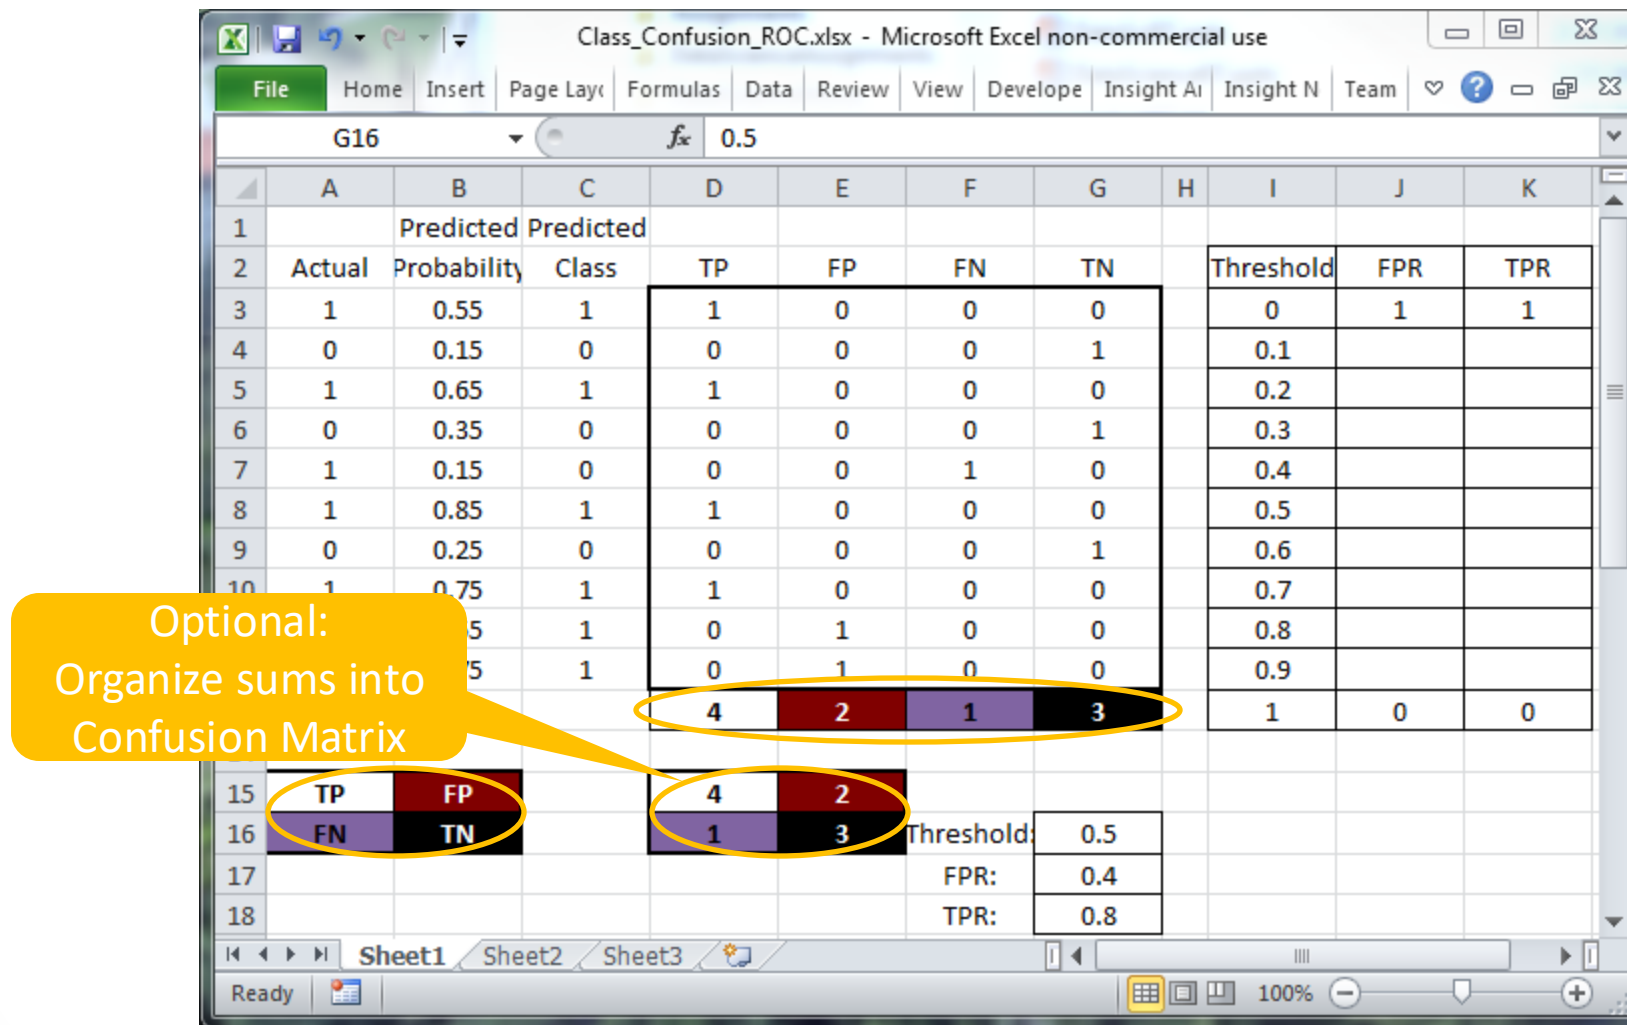 Class_Confusion_ROC.xlsx - Microsoft Excel non-commercial use
File Home Insert Page Layo Formulas Data Review View Develope Insight Insight N Team
G16 fx 0.5
A B C D E F G H I J K
1 Predicted Predicted
2 Actual Probability Class TP FP FN TN Threshold FPR TPR
3 1 0.55 1 1 0 0 0 0 1 1
4 0 0.15 0 0 0 0 1 0.1
5 1 0.65 1 1 0 0 0 0.2
6 0 0.35 0 0 0 0 1 0.3
7 1 0.15 0 0 0 1 0 0.4
8 1 0.85 1 1 0 0 0 0.5
9 0 0.25 0 0 0 0 1 0.6
10 1 0.75 1 1 0 0 0 0.7
5 1 0 1 0 0 0.8
5 1 0 1 0 0 0.9
4 2 1 3 1 0 0
Optional:
Organize sums into
Confusion Matrix
15 TP FP 4 2
16 FN TN 1 3 Threshold: 0.5
17 FPR: 0.4
18 TPR: 0.8
Sheet1 Sheet2 Sheet3
Ready 100%